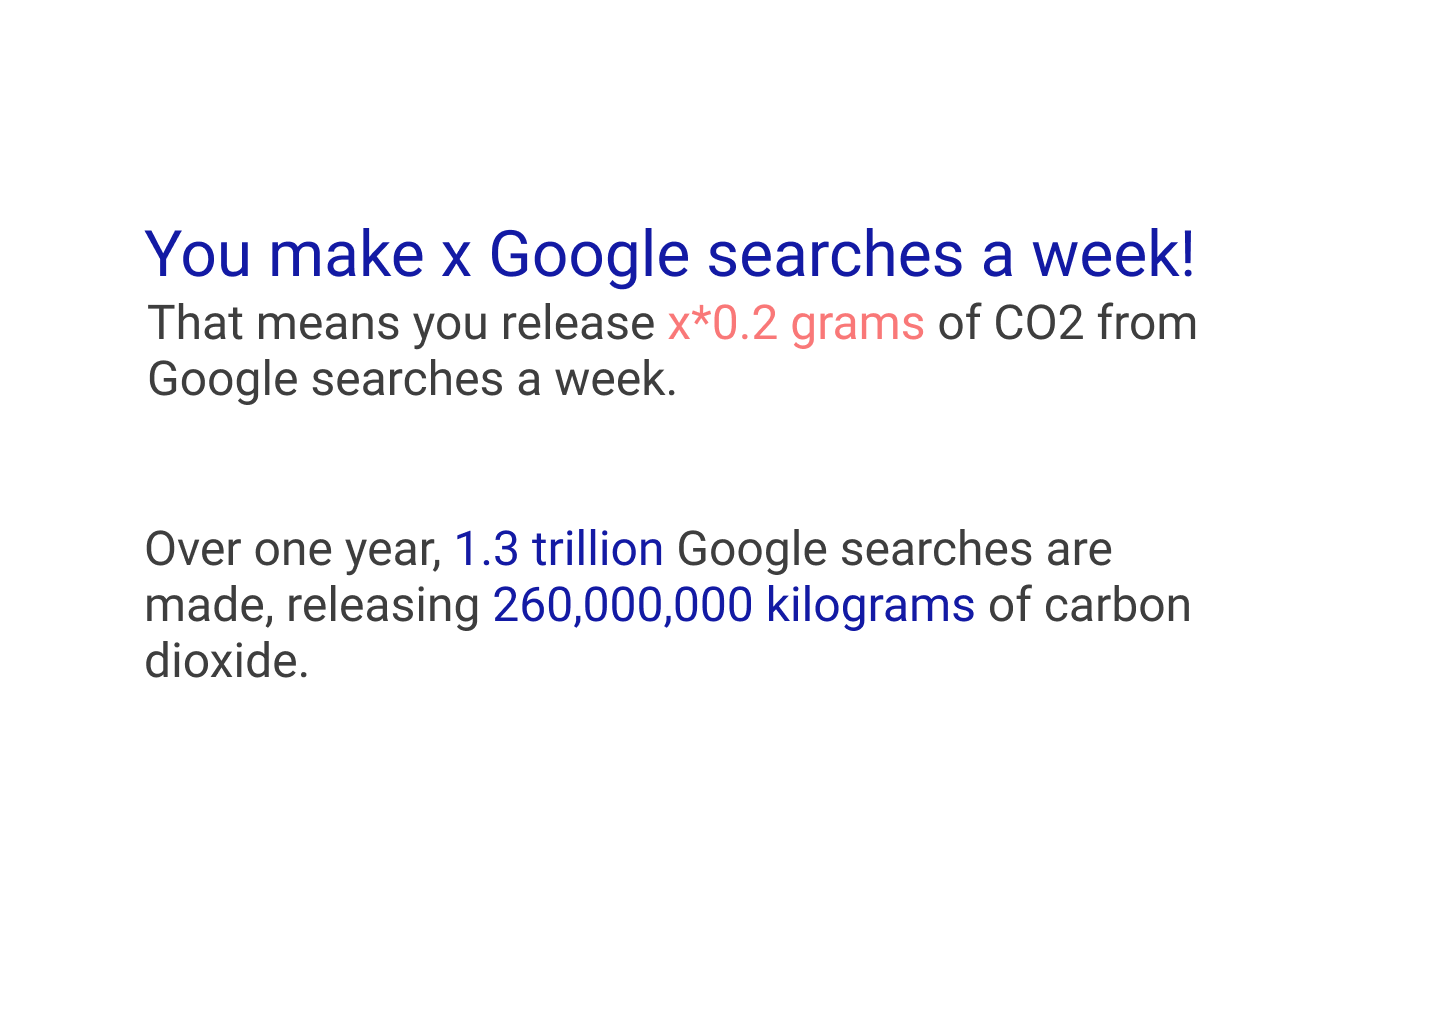 You make x Google searches a week!
That means you release x*0.2 grams of CO2 from
Google searches a week.
Over one year, 1.3 trillion Google searches are
made, releasing 260,000,000 kilograms of carbon
dioxide.